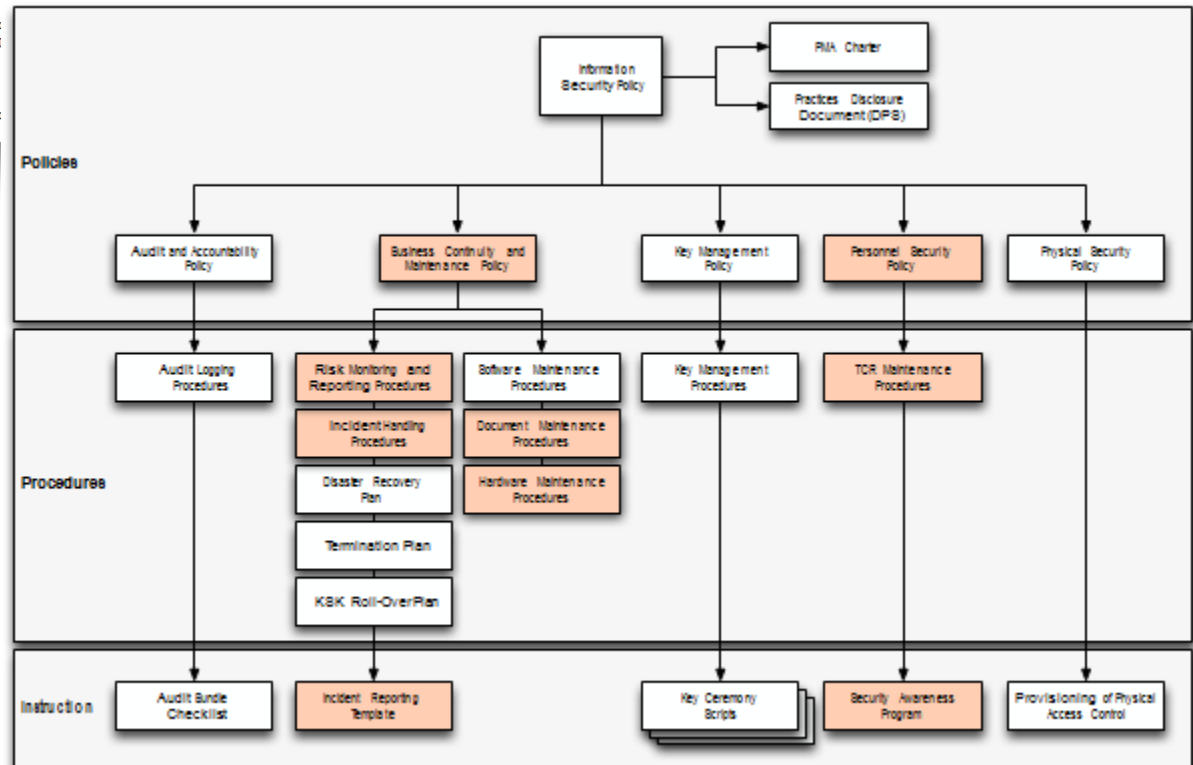 Information
Security Policy
PMA Charter
Practices Disclosure
Document (DPS)
Policies
Audit and Accountability
Policy
Business Continuity and
Maintenance Policy
Key Management
Policy
Personnel Security
Policy
Physical Security
Policy
Audit Logging
Procedures
Risk Monitoring and
Reporting Procedures
Software Maintenance
Procedures
Key Management
Procedures
TCR Maintenance
Procedures
Incident Handling
Procedures
Document Maintenance
Procedures
Procedures
Disaster Recovery
Plan
Hardware Maintenance
Procedures
Termination Plan
KSK Roll-Over Plan
Instruction
Audit Bundle
Checklist
Incident Reporting
Template
Key Ceremony
Scripts
Security Awareness
Program
Provisioning of Physical
Access Control